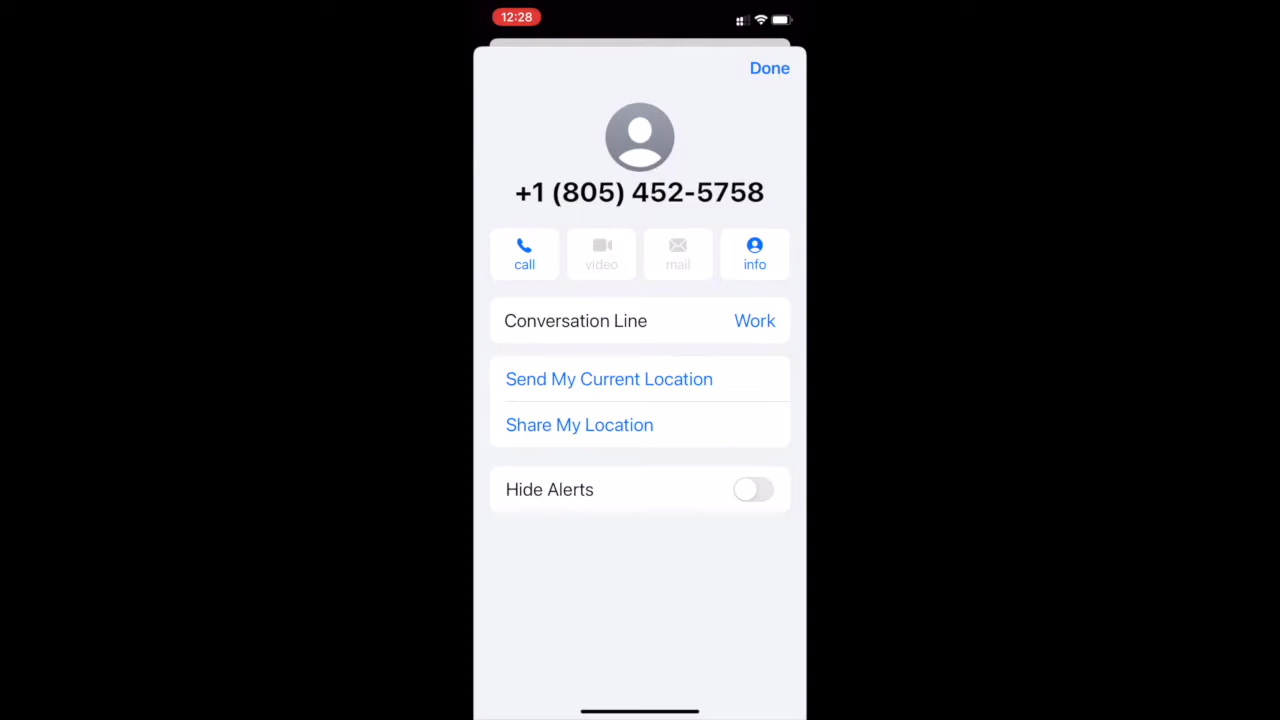 12:28
Done
+1 (805) 452-5758
call
video
mail
info
Conversation Line
Work
Send My Current Location
Share My Location
Hide Alerts